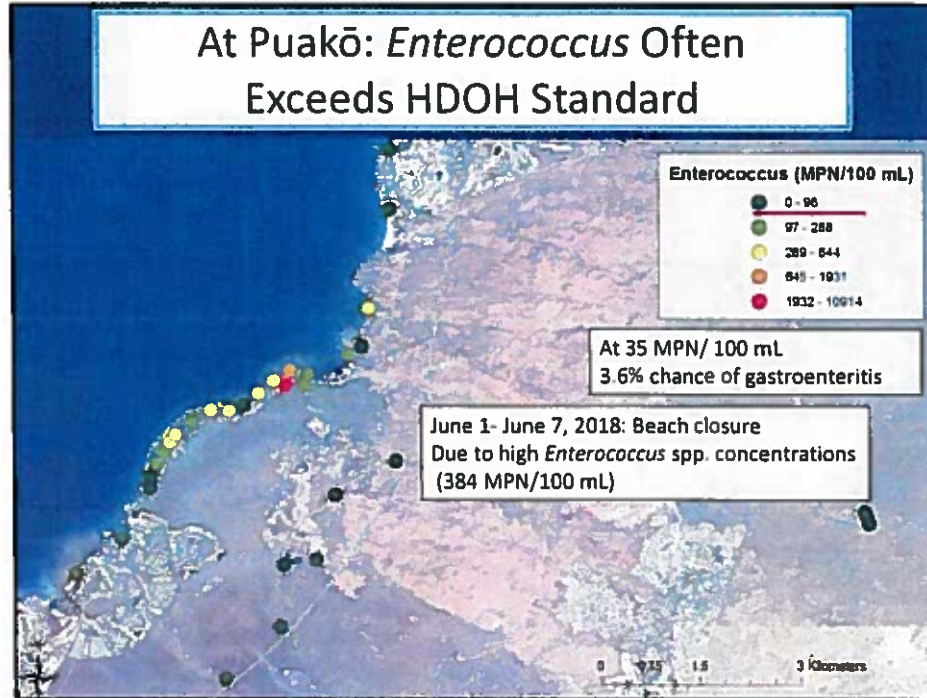 At Puakō: Enterococcus Often
Exceeds HDOH Standard
Enterococcus (MPN/100 mL)
0 - 96
97 - 288
289 - 644
645 - 1931
1932 - 10914
At 35 MPN/ 100 mL
3.6% chance of gastroenteritis
June 1- June 7, 2018: Beach closure
Due to high Enterococcus spp. concentrations
(384 MPN/100 mL)
0 0.75 1.5 3 Kilometers